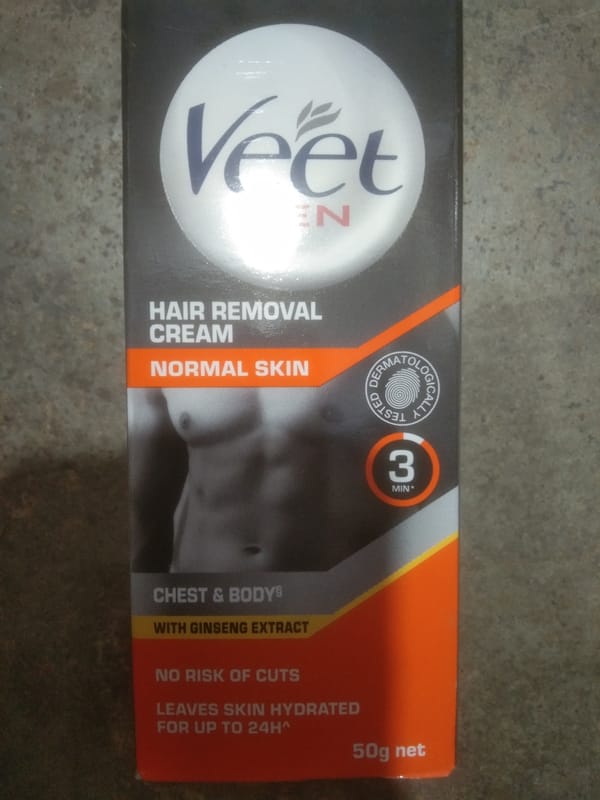 Veet
HAIR REMOVAL
CREAM
NORMAL SKIN
DERMATOLOGICALLY TESTED
3
MIN^
CHEST & BODY§
WITH GINSENG EXTRACT
NO RISK OF CUTS
LEAVES SKIN HYDRATED
FOR UP TO 24H^
50g net